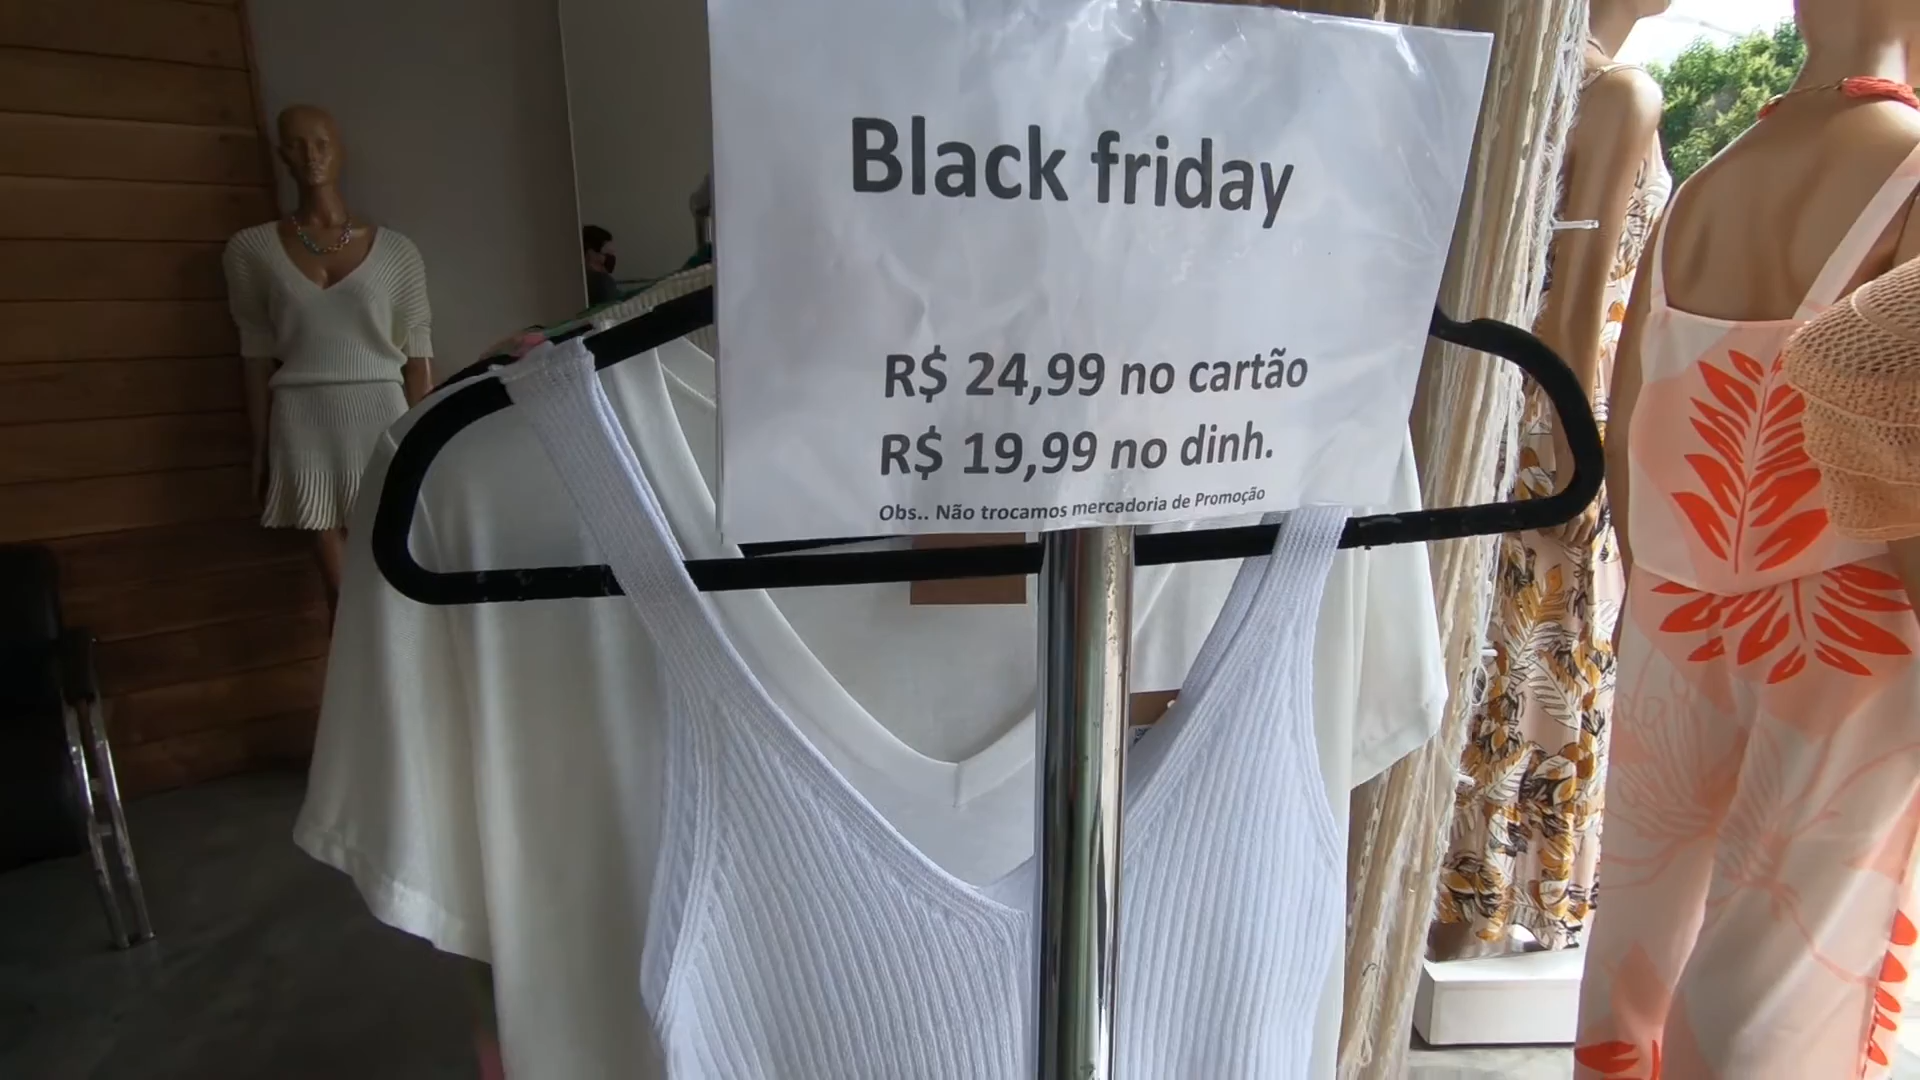 Black friday
R$ 24,99 no cartão
R$ 19,99 no dinh.
Obs.. Não trocamos mercadoria de Promoção